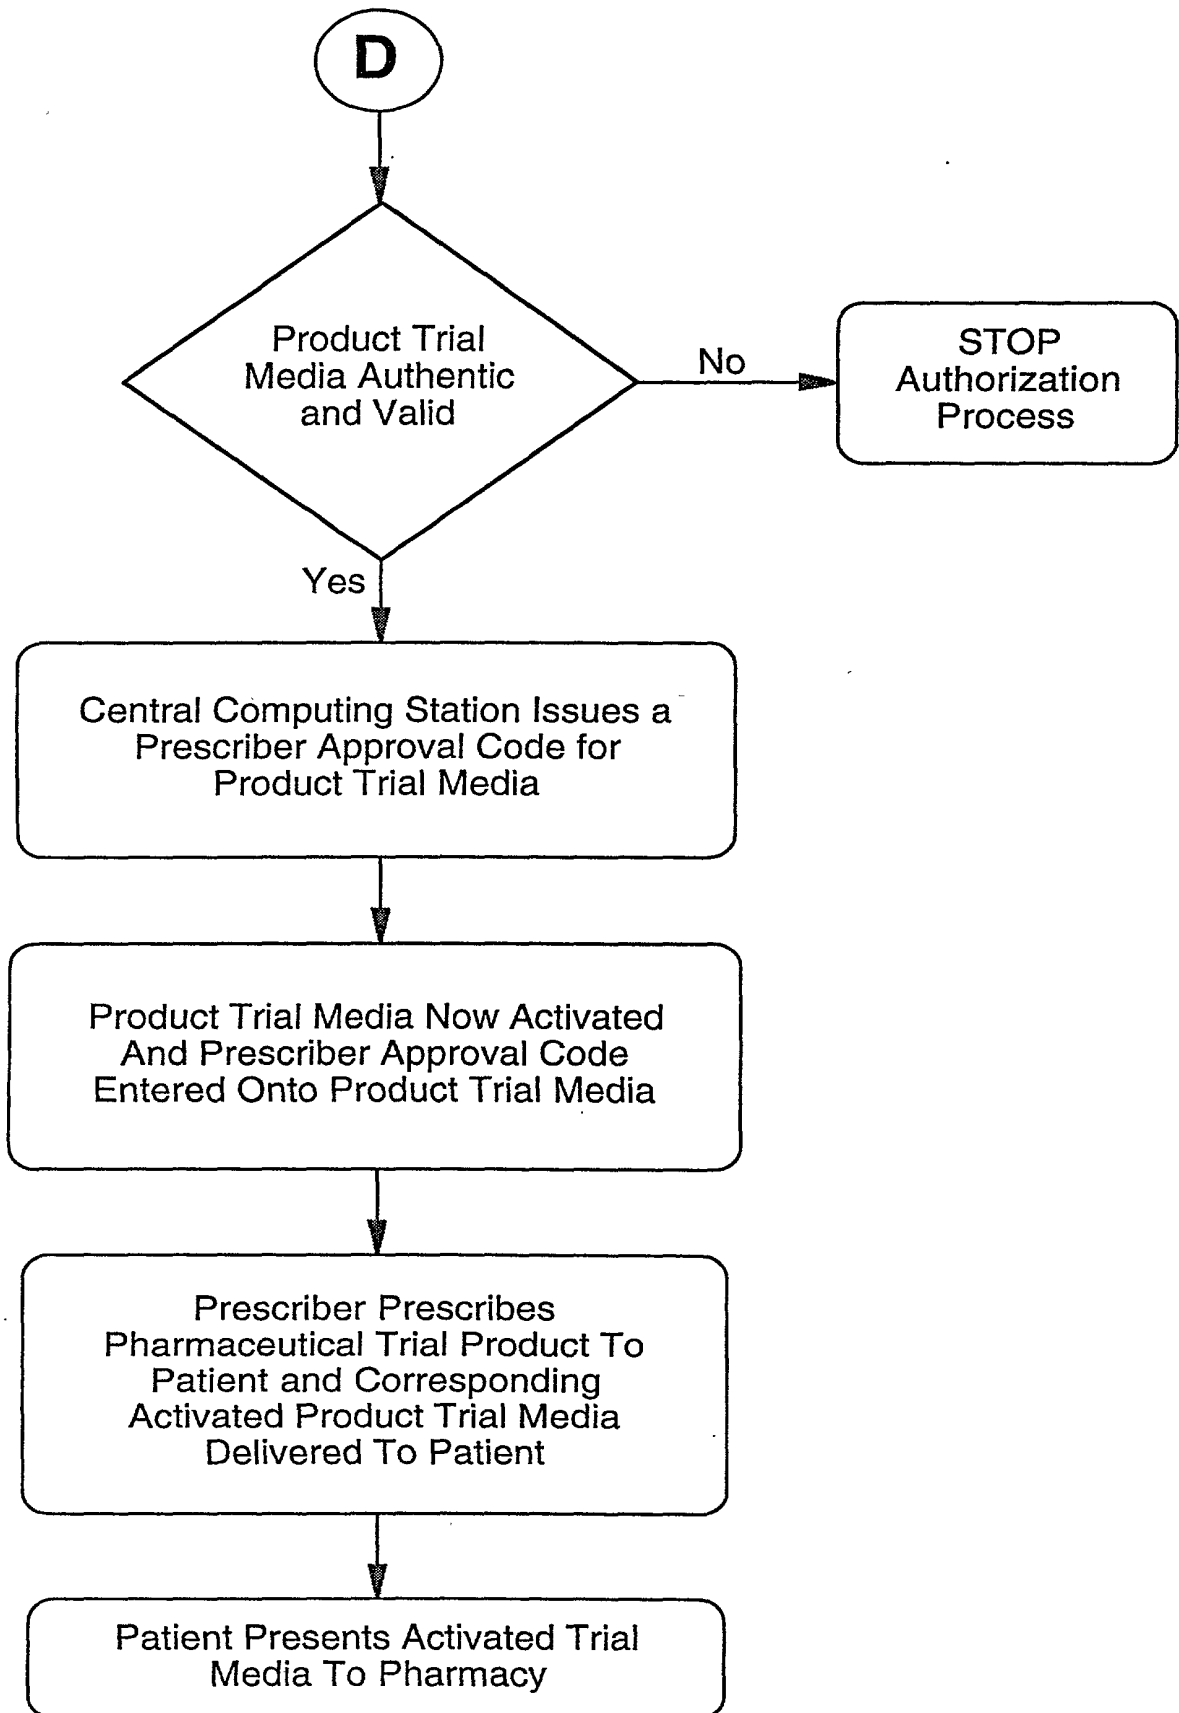 D
Product Trial
Media Authentic
and Valid
No
STOP
Authorization
Process
Yes
Central Computing Station Issues a
Prescriber Approval Code for
Product Trial Media
Product Trial Media Now Activated
And Prescriber Approval Code
Entered Onto Product Trial Media
Prescriber Prescribes
Pharmaceutical Trial Product To
Patient and Corresponding
Activated Product Trial Media
Delivered To Patient
Patient Presents Activated Trial
Media To Pharmacy